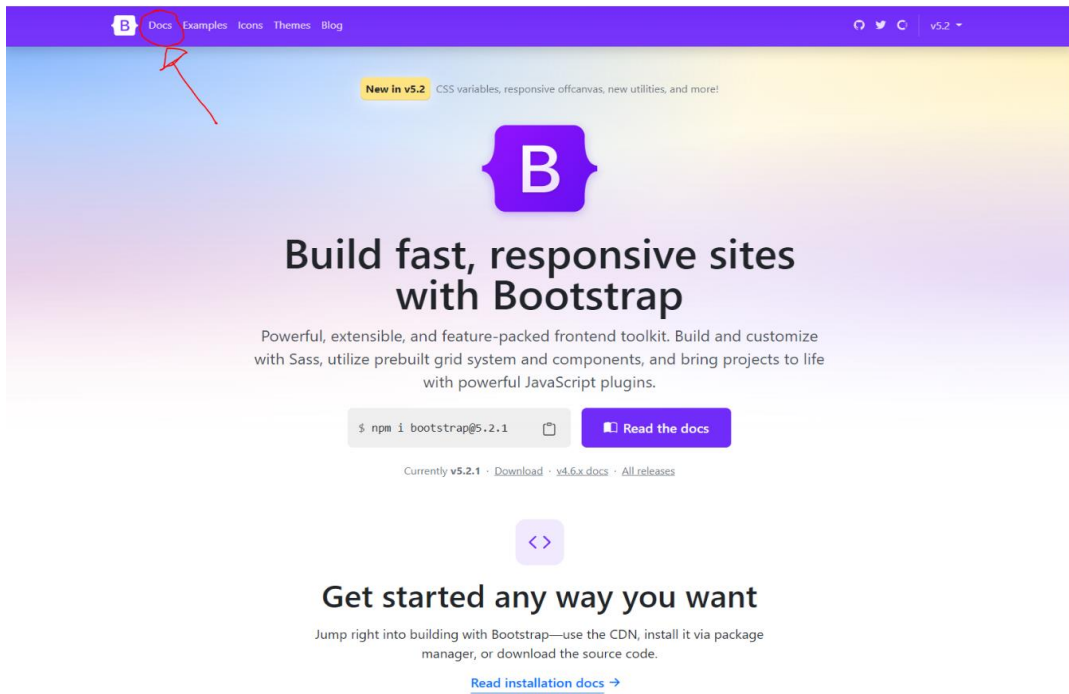 B Docs Examples Icons Themes Blog v5.2
New in v5.2 CSS variables, responsive offcanvas, new utilities, and more!
B
Build fast, responsive sites
with Bootstrap
Powerful, extensible, and feature-packed frontend toolkit. Build and customize
with Sass, utilize prebuilt grid system and components, and bring projects to life
with powerful JavaScript plugins.
$ npm i bootstrap@5.2.1 Read the docs
Currently v5.2.1 · Download · v4.6.x docs · All releases
Get started any way you want
Jump right into building with Bootstrap—use the CDN, install it via package
manager, or download the source code.
Read installation docs →